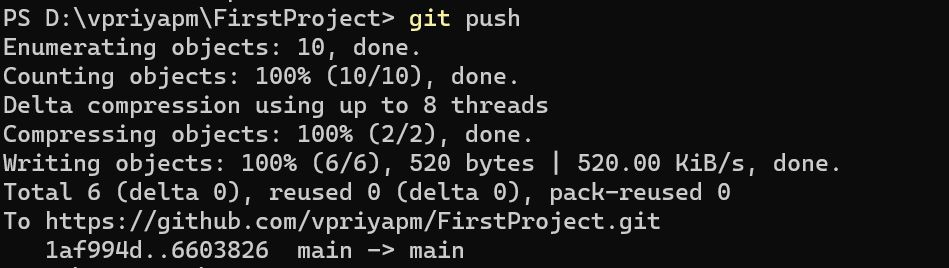 PS D:\vpriyapm\FirstProject> git push
Enumerating objects: 10, done.
Counting objects: 100% (10/10), done.
Delta compression using up to 8 threads
Compressing objects: 100% (2/2), done.
Writing objects: 100% (6/6), 520 bytes | 520.00 KiB/s, done.
Total 6 (delta 0), reused 0 (delta 0), pack-reused 0
To https://github.com/vpriyapm/FirstProject.git
   1af994d..6603826  main -> main